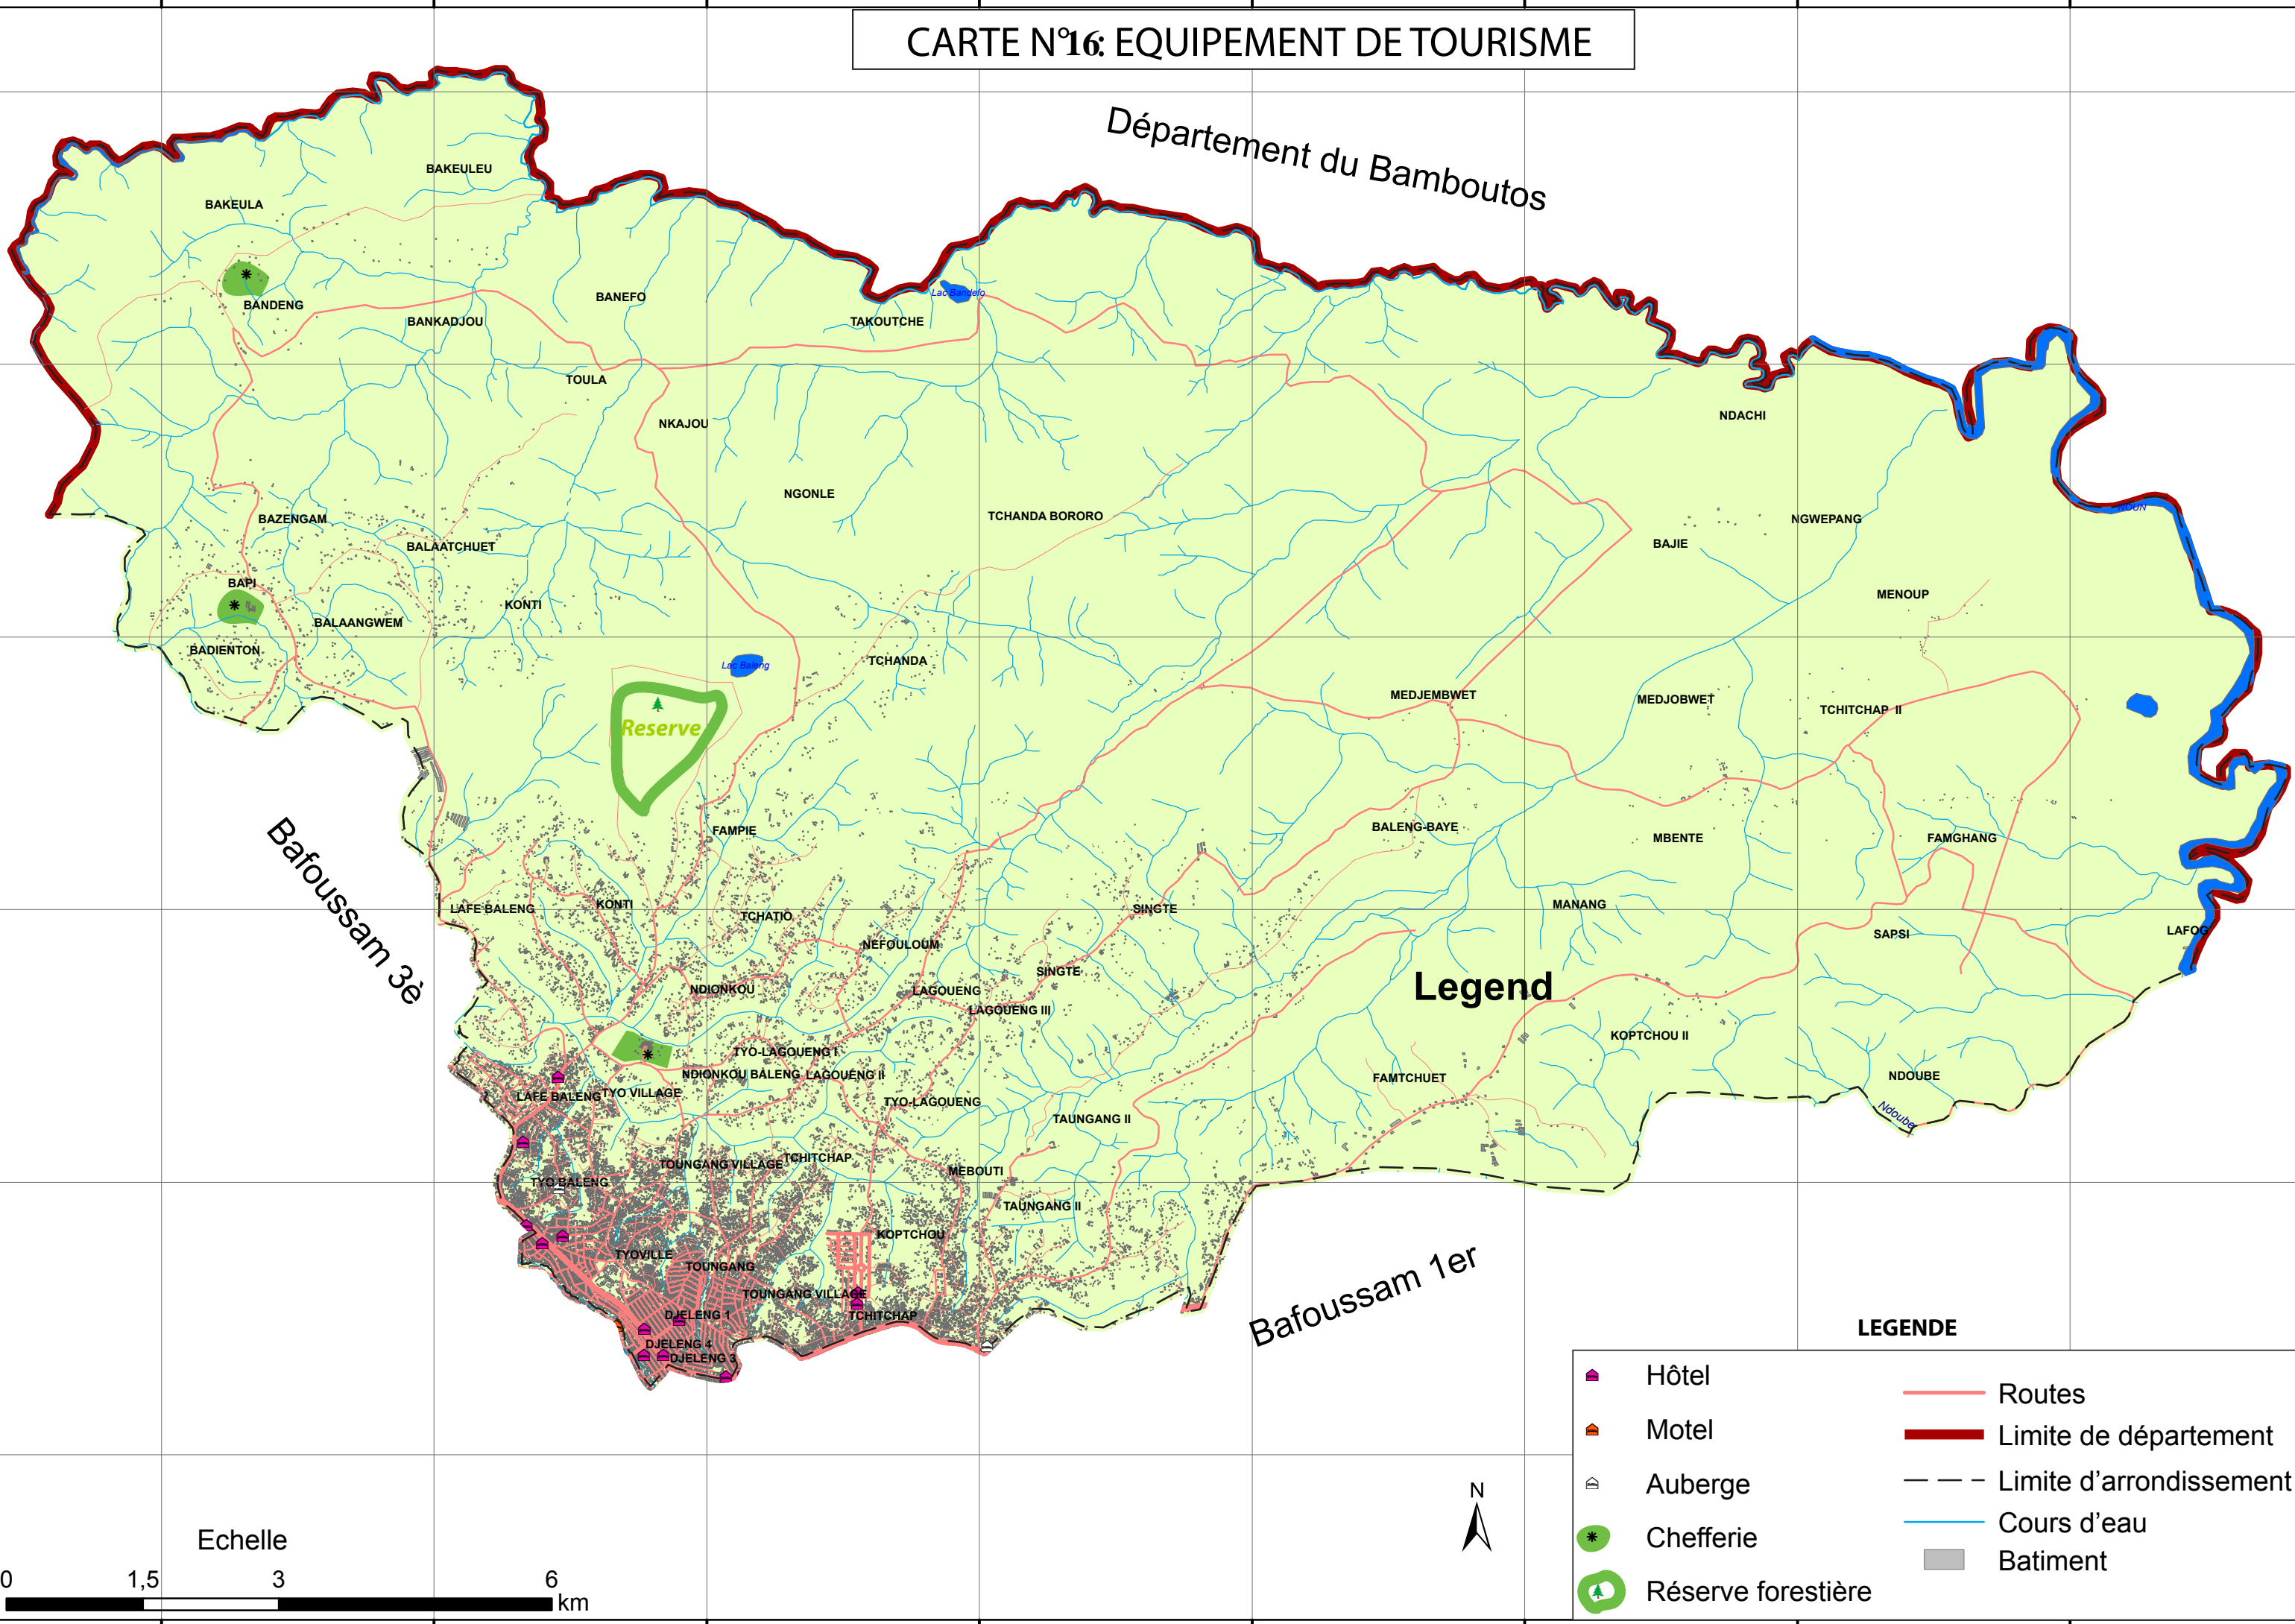 CARTE N°16: EQUIPEMENT DE TOURISME
Département du Bamboutos
BAKEULEU
BAKEULA
BANDENG
BANKADJOU
BANEFO
Lac Bandefo
TAKOUTCHE
TOULA
NKAJOU
NDACHI
NGONLE
TCHANDA BORORO
BAZENGAM
BALAATCHUET
BAJIE
NGWEPANG
NOUN
BAPI
BALAANGWEM
KONTI
MENOUP
BADIENTON
Lac Baleng
TCHANDA
Reserve
MEDJEMBWET
MEDJOBWET
TCHITCHAP II
FAMPIE
BALENG-BAYE
MBENTE
FAMGHANG
Bafoussam 3è
LAFE BALENG
KONTI
TCHATIO
NEFOULOUM
SINGTE
MANANG
SAPSI
LAFOG
SINGTE
NDIONKOU
LAGOUENG
LAGOUENG III
Legend
KOPTCHOU II
TYO-LAGOUENG I
NDIONKOU BALENG
LAGOUENG II
FAMTCHUET
NDOUBE
LAFE BALENG
TYO VILLAGE
TYO-LAGOUENG
TAUNGANG II
Ndoube
TOUNGANG VILLAGE
TCHITCHAP
MEBOUTI
TYO BALENG
TAUNGANG II
KOPTCHOU
TYOVILLE
TOUNGANG
TOUNGANG VILLAGE
DJELENG 1
TCHITCHAP
DJELENG 4
DJELENG 3
Bafoussam 1er
LEGENDE
Hôtel
Motel
Auberge
Chefferie
Réserve forestière
Routes
Limite de département
Limite d’arrondissement
Cours d’eau
Batiment
N
Echelle
0 1,5 3 6
km